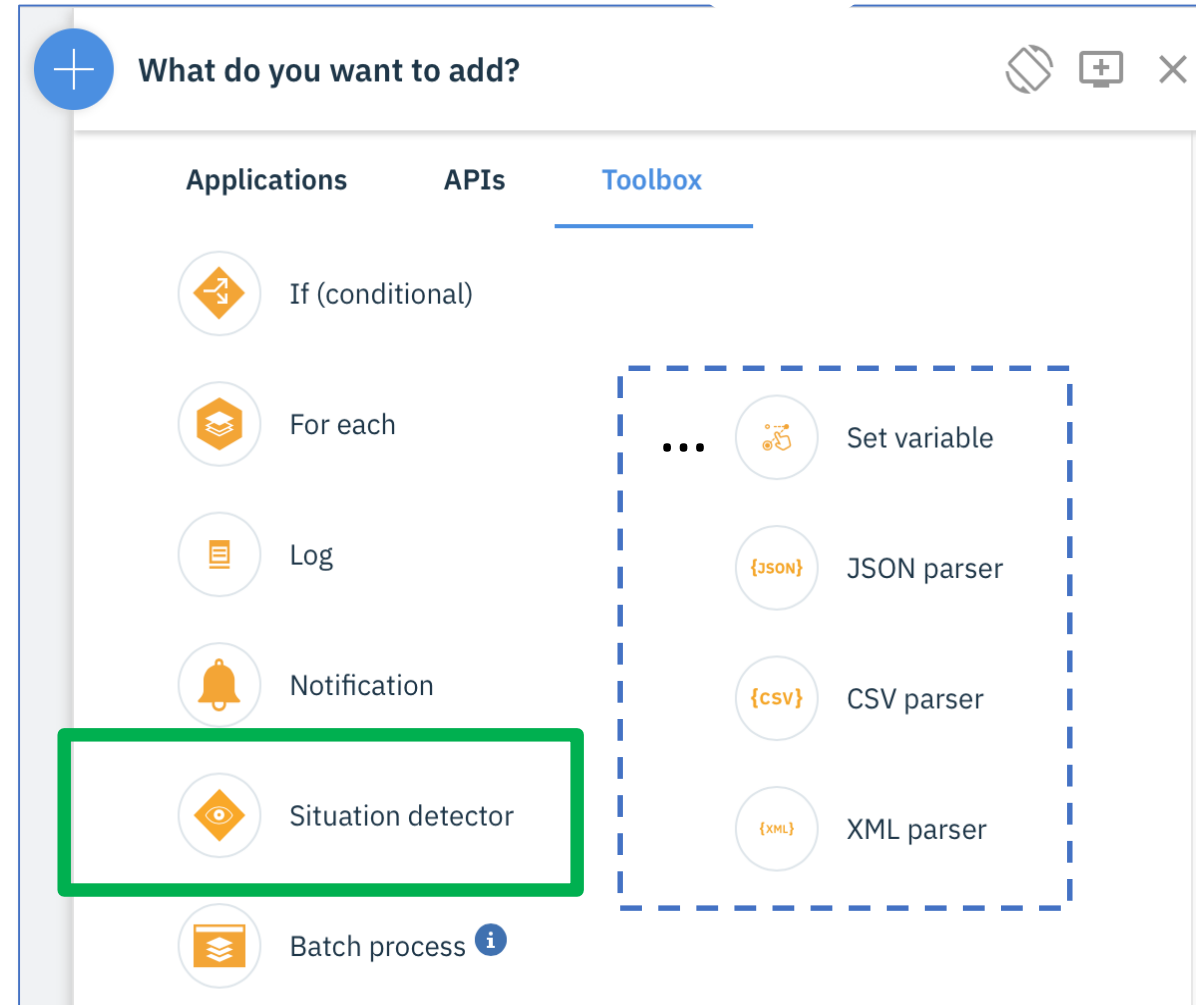 What do you want to add?
Applications APIs Toolbox
If (conditional)
For each
Log
Notification
Situation detector
Batch process i
... Set variable
{JSON} JSON parser
{CSV} CSV parser
{XML} XML parser